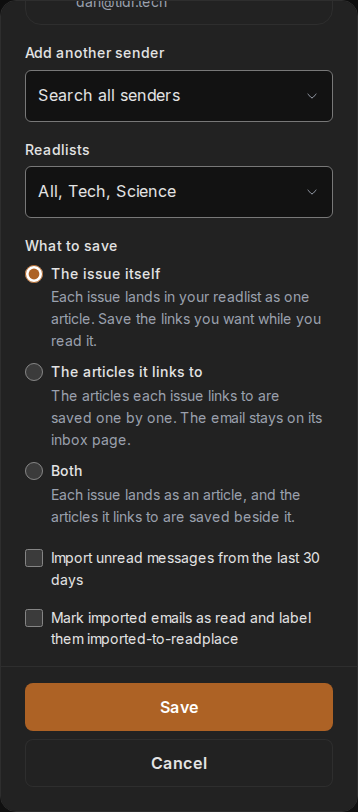 dan@tldr.tech
Add another sender
Search all senders
Readlists
All, Tech, Science
What to save
The issue itself
Each issue lands in your readlist as one
article. Save the links you want while you
read it.
The articles it links to
The articles each issue links to are
saved one by one. The email stays on its
inbox page.
Both
Each issue lands as an article, and the
articles it links to are saved beside it.
Import unread messages from the last 30
days
Mark imported emails as read and label
them imported-to-readplace
Save
Cancel